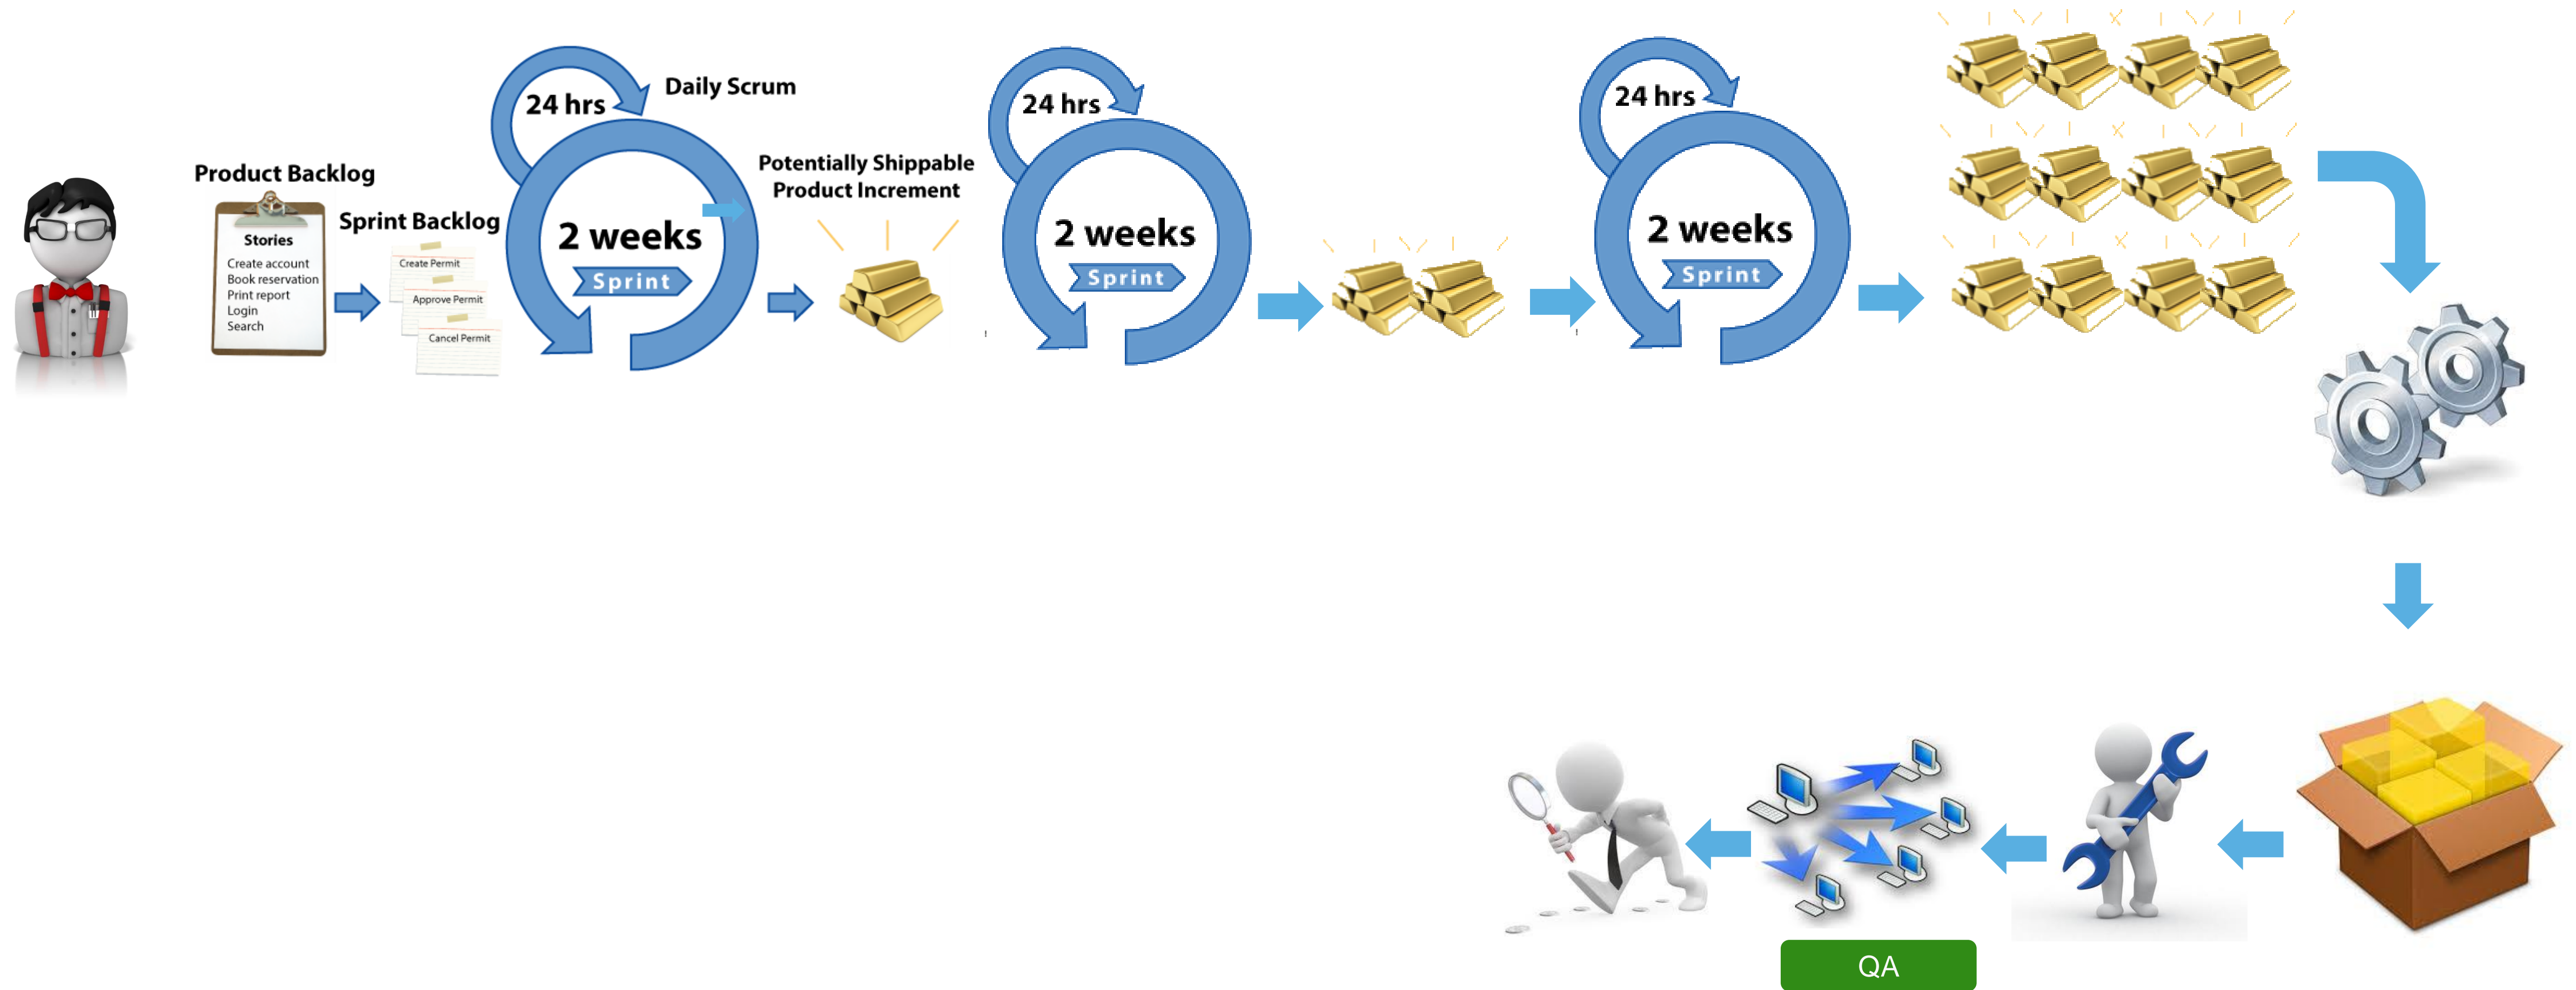 Product Backlog
Stories
Create account
Book reservation
Print report
Login
Search
Sprint Backlog
Create Permit
Approve Permit
Cancel Permit
24 hrs
Daily Scrum
2 weeks
Sprint
Potentially Shippable
Product Increment
24 hrs
2 weeks
Sprint
24 hrs
2 weeks
Sprint
QA